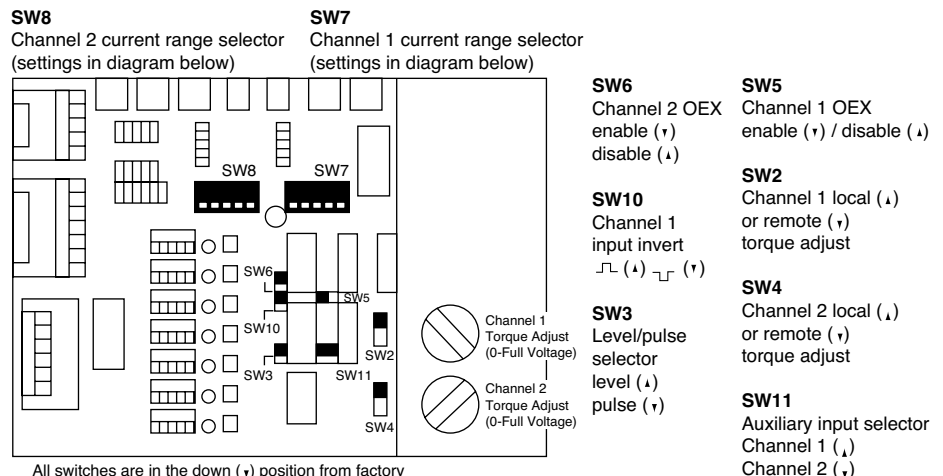 SW8
Channel 2 current range selector
(settings in diagram below)
SW7
Channel 1 current range selector
(settings in diagram below)
SW8
SW7
SW6
SW5
SW10
SW3
SW11
SW2
SW4
Channel 1
Torque Adjust
(0-Full Voltage)
Channel 2
Torque Adjust
(0-Full Voltage)
All switches are in the down (▾) position from factory
SW6
Channel 2 OEX
enable (▾)
disable (▴)
SW10
Channel 1
input invert
(▴) (▾)
SW3
Level/pulse
selector
level (▴)
pulse (▾)
SW5
Channel 1 OEX
enable (▾) / disable (▴)
SW2
Channel 1 local (▴)
or remote (▾)
torque adjust
SW4
Channel 2 local (▴)
or remote (▾)
torque adjust
SW11
Auxiliary input selector
Channel 1 (▴)
Channel 2 (▾)